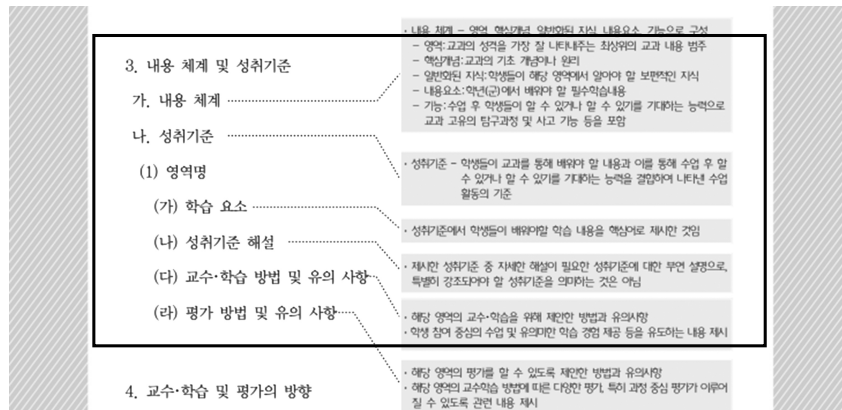 · 내용 체계 - 영역, 핵심개념, 일반화된 지식, 내용요소, 기능으로 구성
- 영역:교과의 성격을 가장 잘 나타내주는 최상위의 교과 내용 범주
- 핵심개념:교과의 기초 개념이나 원리
- 일반화된 지식:학생들이 해당 영역에서 알아야 할 보편적인 지식
- 내용요소:학년(군)에서 배워야 할 필수학습내용
- 기능:수업 후 학생들이 할 수 있거나 할 수 있기를 기대하는 능력으로
교과 고유의 탐구과정 및 사고 기능 등을 포함
3. 내용 체계 및 성취기준
가. 내용 체계
나. 성취기준
· 성취기준 - 학생들이 교과를 통해 배워야 할 내용과 이를 통해 수업 후 할
수 있거나 할 수 있기를 기대하는 능력을 결합하여 나타낸 수업
활동의 기준
(1) 영역명
(가) 학습 요소
· 성취기준에서 학생들이 배워야할 학습 내용을 핵심어로 제시한 것임
(나) 성취기준 해설
· 제시한 성취기준 중 자세한 해설이 필요한 성취기준에 대한 부연 설명으로,
특별히 강조되어야 할 성취기준을 의미하는 것은 아님
(다) 교수·학습 방법 및 유의 사항
· 해당 영역의 교수·학습을 위해 제안한 방법과 유의사항
· 학생 참여 중심의 수업 및 유의미한 학습 경험 제공 등을 유도하는 내용 제시
(라) 평가 방법 및 유의 사항
· 해당 영역의 평가를 할 수 있도록 제안한 방법과 유의사항
· 해당 영역의 교수학습 방법에 따른 다양한 평가, 특히 과정 중심 평가가 이루어
질 수 있도록 관련 내용 제시
4. 교수·학습 및 평가의 방향